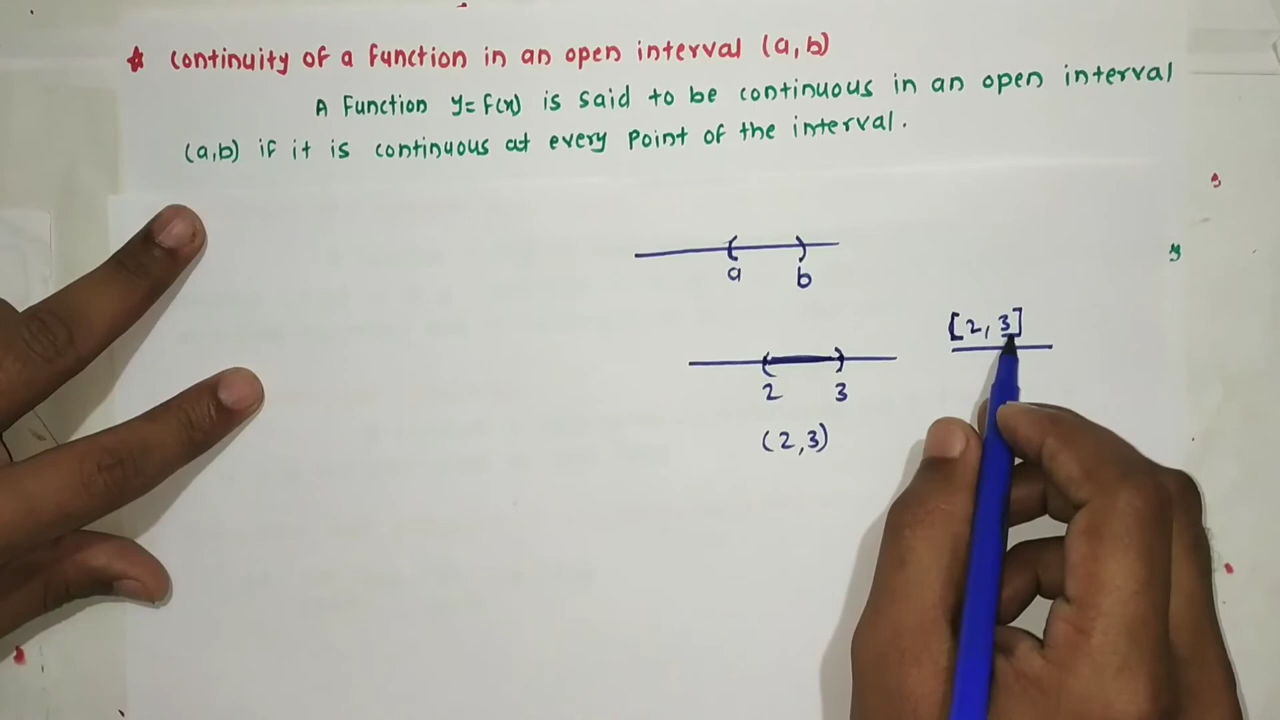 ☆ Continuity of a function in an open interval (a,b)
A Function y=f(x) is said to be continuous in an open interval
(a,b) if it is continuous at every point of the interval.
a b
[2, 3]
2 3
(2,3)